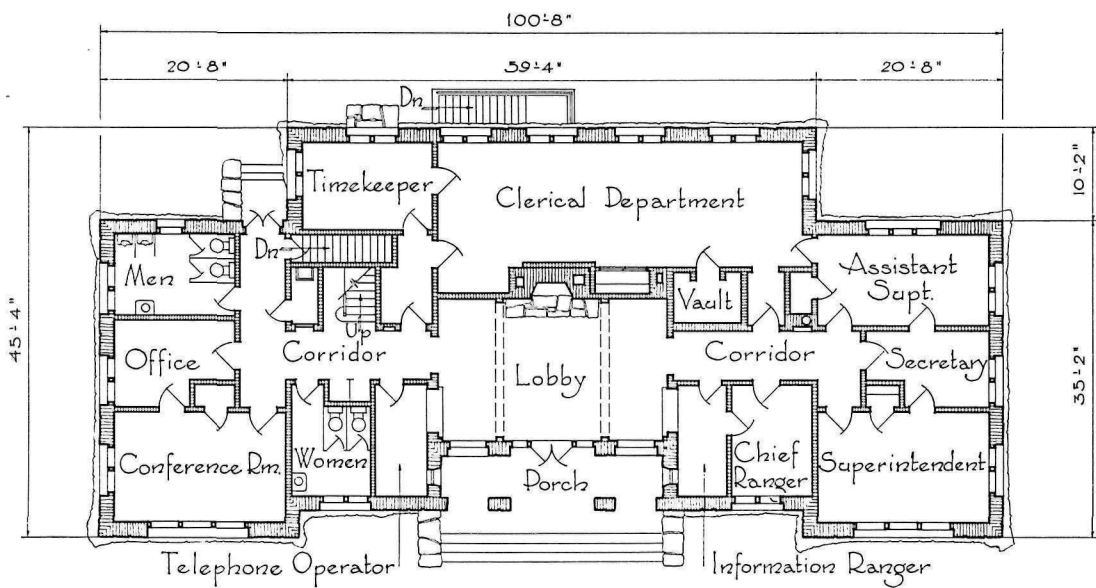 100'-8"
20'-8"
59'-4"
20'-8"
Dn
Timekeeper
Clerical Department
10'-2"
Dn
Men
Assistant
Supt.
Vault
45'-4"
Up
Office
Corridor
Lobby
Corridor
Secretary
35'-2"
Conference Rm.
Women
Porch
Chief
Ranger
Superintendent
Telephone Operator
Information Ranger